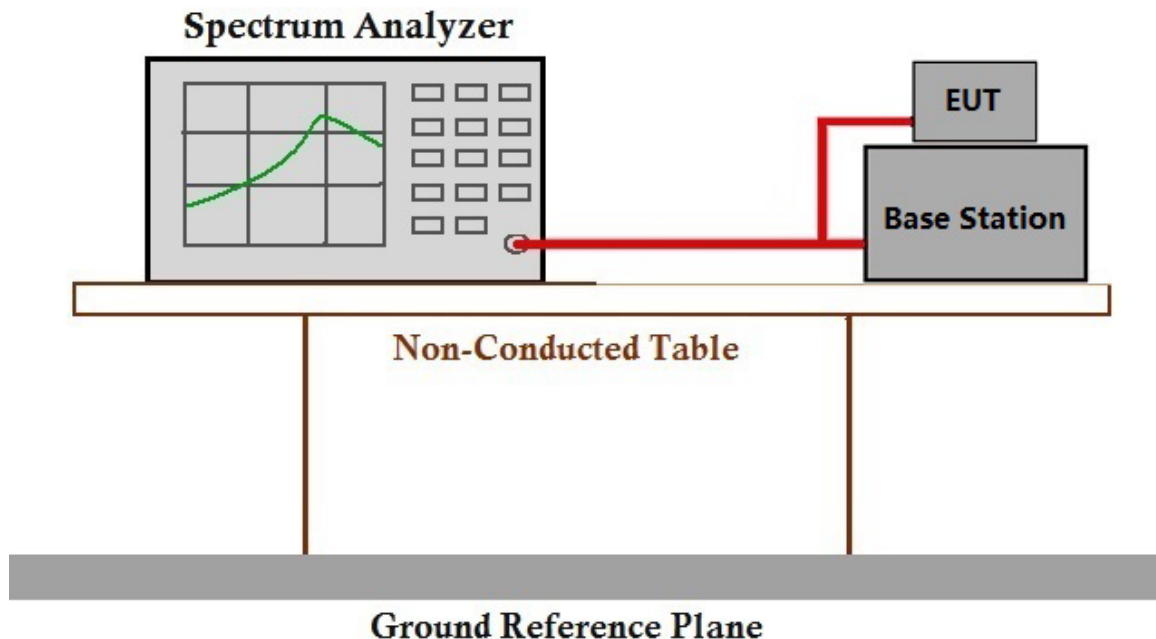 Spectrum Analyzer
EUT
Base Station
Non-Conducted Table
Ground Reference Plane